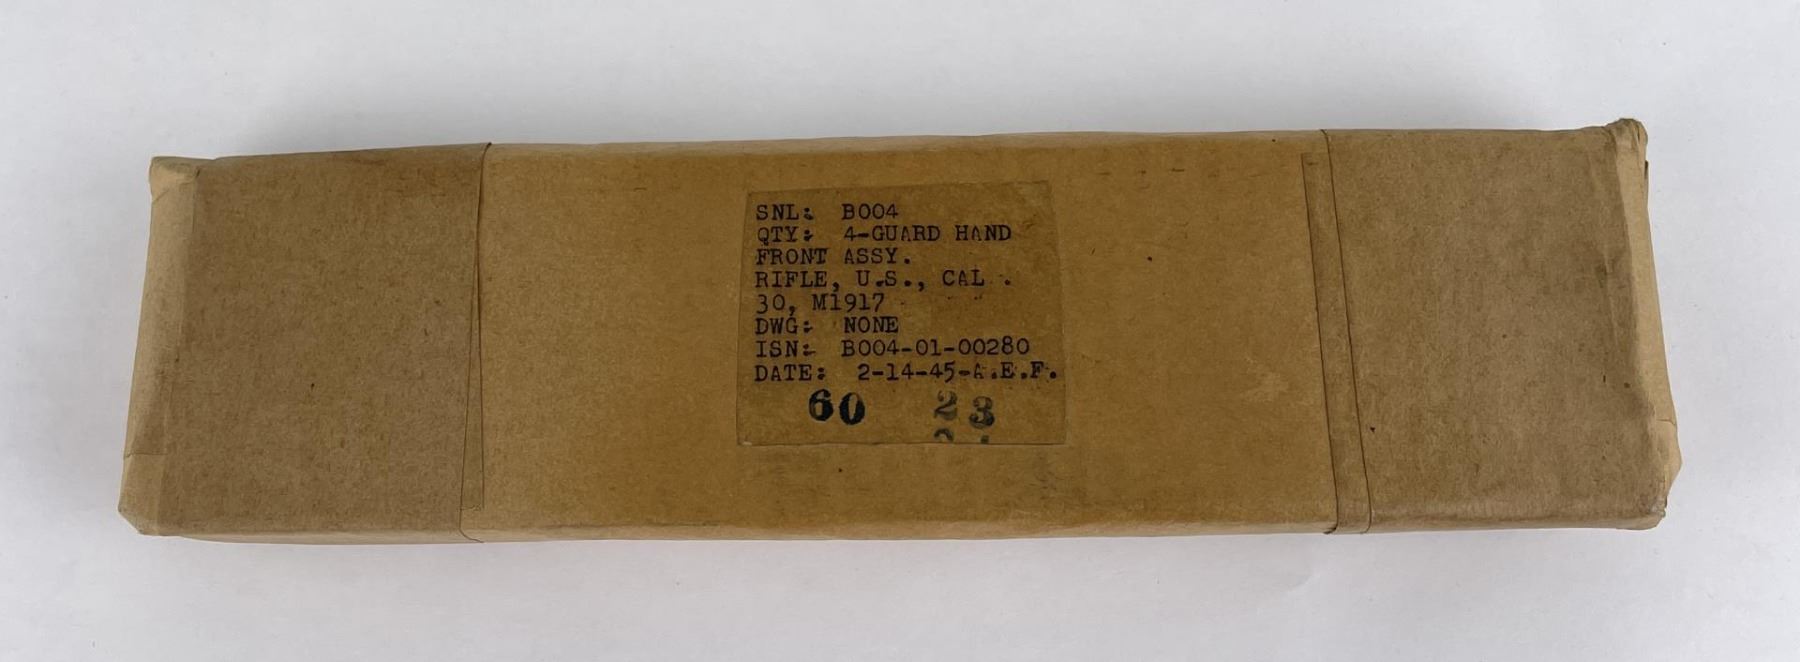 SNL: B004
QTY: 4-GUARD HAND
FRONT ASSY.
RIFLE, U.S., CAL .
30, M1917
DWG: NONE
ISN: B004-01-00280
DATE: 2-14-45-A.E.F.
60 23